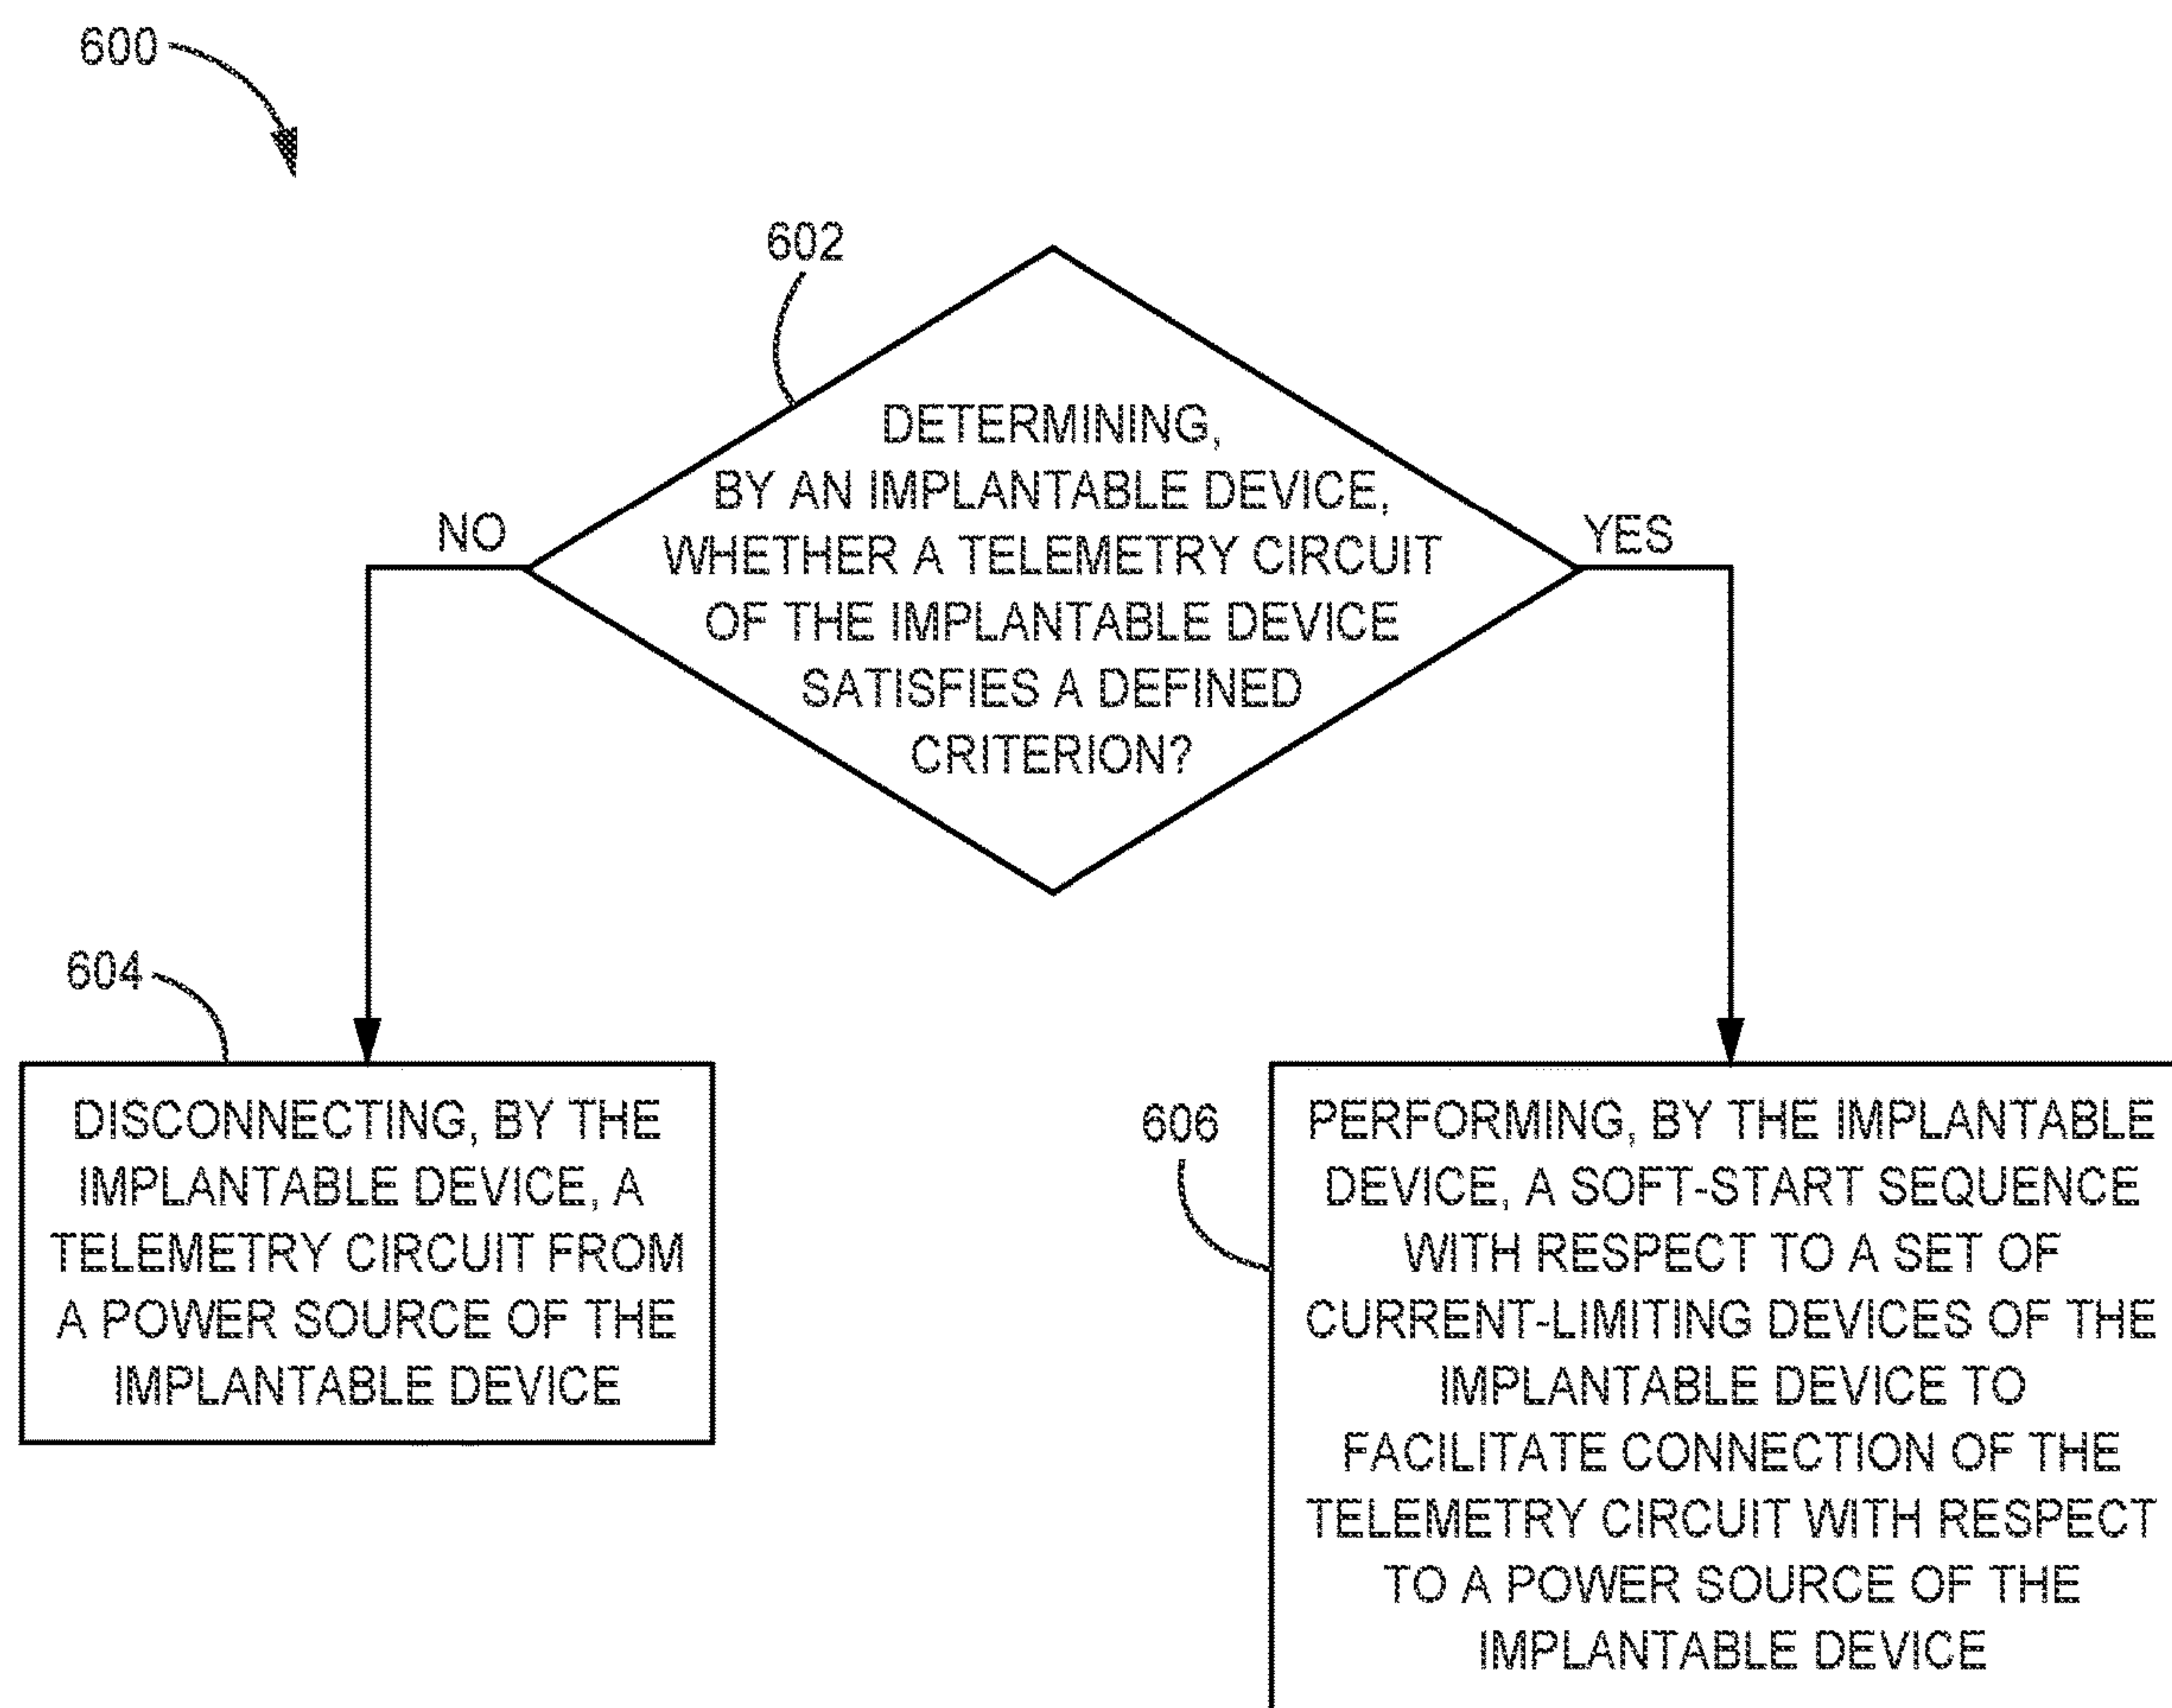 600
602
DETERMINING,
BY AN IMPLANTABLE DEVICE,
WHETHER A TELEMETRY CIRCUIT
OF THE IMPLANTABLE DEVICE
SATISFIES A DEFINED
CRITERION?
NO
YES
604
DISCONNECTING, BY THE
IMPLANTABLE DEVICE, A
TELEMETRY CIRCUIT FROM
A POWER SOURCE OF THE
IMPLANTABLE DEVICE
606
PERFORMING, BY THE IMPLANTABLE
DEVICE, A SOFT-START SEQUENCE
WITH RESPECT TO A SET OF
CURRENT-LIMITING DEVICES OF THE
IMPLANTABLE DEVICE TO
FACILITATE CONNECTION OF THE
TELEMETRY CIRCUIT WITH RESPECT
TO A POWER SOURCE OF THE
IMPLANTABLE DEVICE